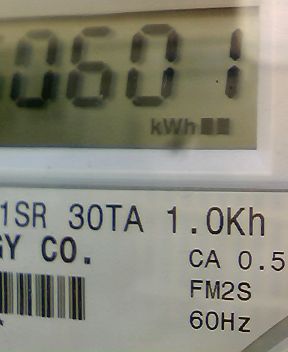 0601
kWh
1SR 30TA 1.0Kh
GY CO.
CA 0.5
FM2S
60Hz